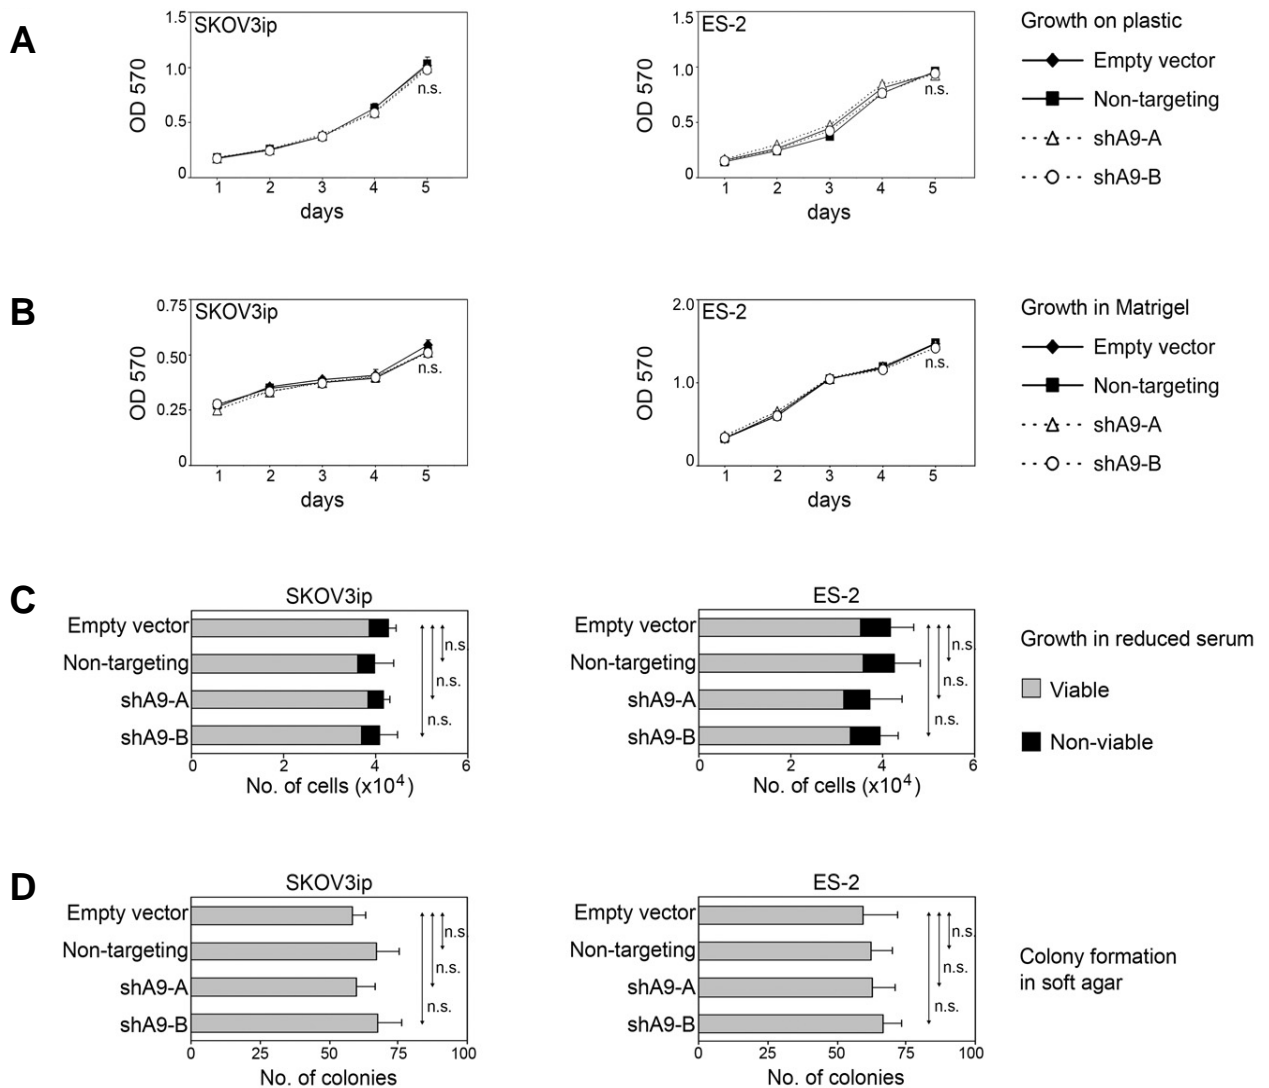 A
SKOV3ip
1.5
1.0
0.5
0
OD 570
n.s.
1 2 3 4 5
days
ES-2
1.5
1.0
0.5
0
OD 570
n.s.
1 2 3 4 5
days
Growth on plastic
Empty vector
Non-targeting
shA9-A
shA9-B
B
SKOV3ip
0.75
0.50
0.25
0
OD 570
n.s.
1 2 3 4 5
days
ES-2
2.0
1.0
0
OD 570
n.s.
1 2 3 4 5
days
Growth in Matrigel
Empty vector
Non-targeting
shA9-A
shA9-B
C
SKOV3ip
Empty vector
Non-targeting
shA9-A
shA9-B
n.s.
n.s.
n.s.
0 2 4 6
No. of cells (x10⁴)
ES-2
Empty vector
Non-targeting
shA9-A
shA9-B
n.s.
n.s.
n.s.
0 2 4 6
No. of cells (x10⁴)
Growth in reduced serum
Viable
Non-viable
D
SKOV3ip
Empty vector
Non-targeting
shA9-A
shA9-B
n.s.
n.s.
n.s.
0 25 50 75 100
No. of colonies
ES-2
Empty vector
Non-targeting
shA9-A
shA9-B
n.s.
n.s.
n.s.
0 25 50 75 100
No. of colonies
Colony formation
in soft agar